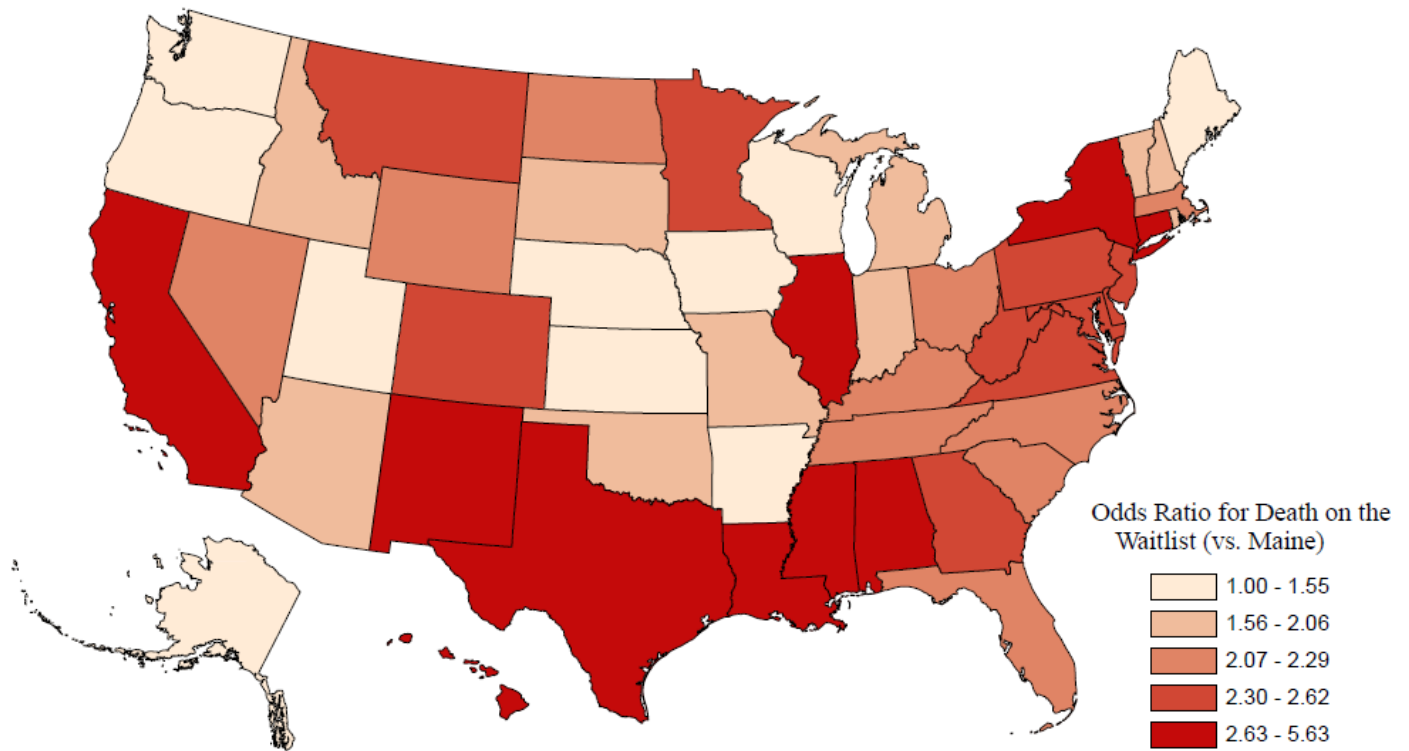 Odds Ratio for Death on the
Waitlist (vs. Maine)
1.00 - 1.55
1.56 - 2.06
2.07 - 2.29
2.30 - 2.62
2.63 - 5.63